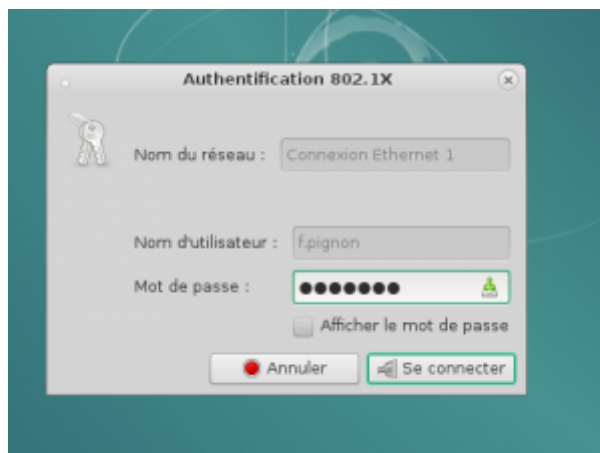 Authentification 802.1X
Nom du réseau : Connexion Ethernet 1
Nom d'utilisateur : f.pignon
Mot de passe : ●●●●●●●
Afficher le mot de passe
Annuler Se connecter